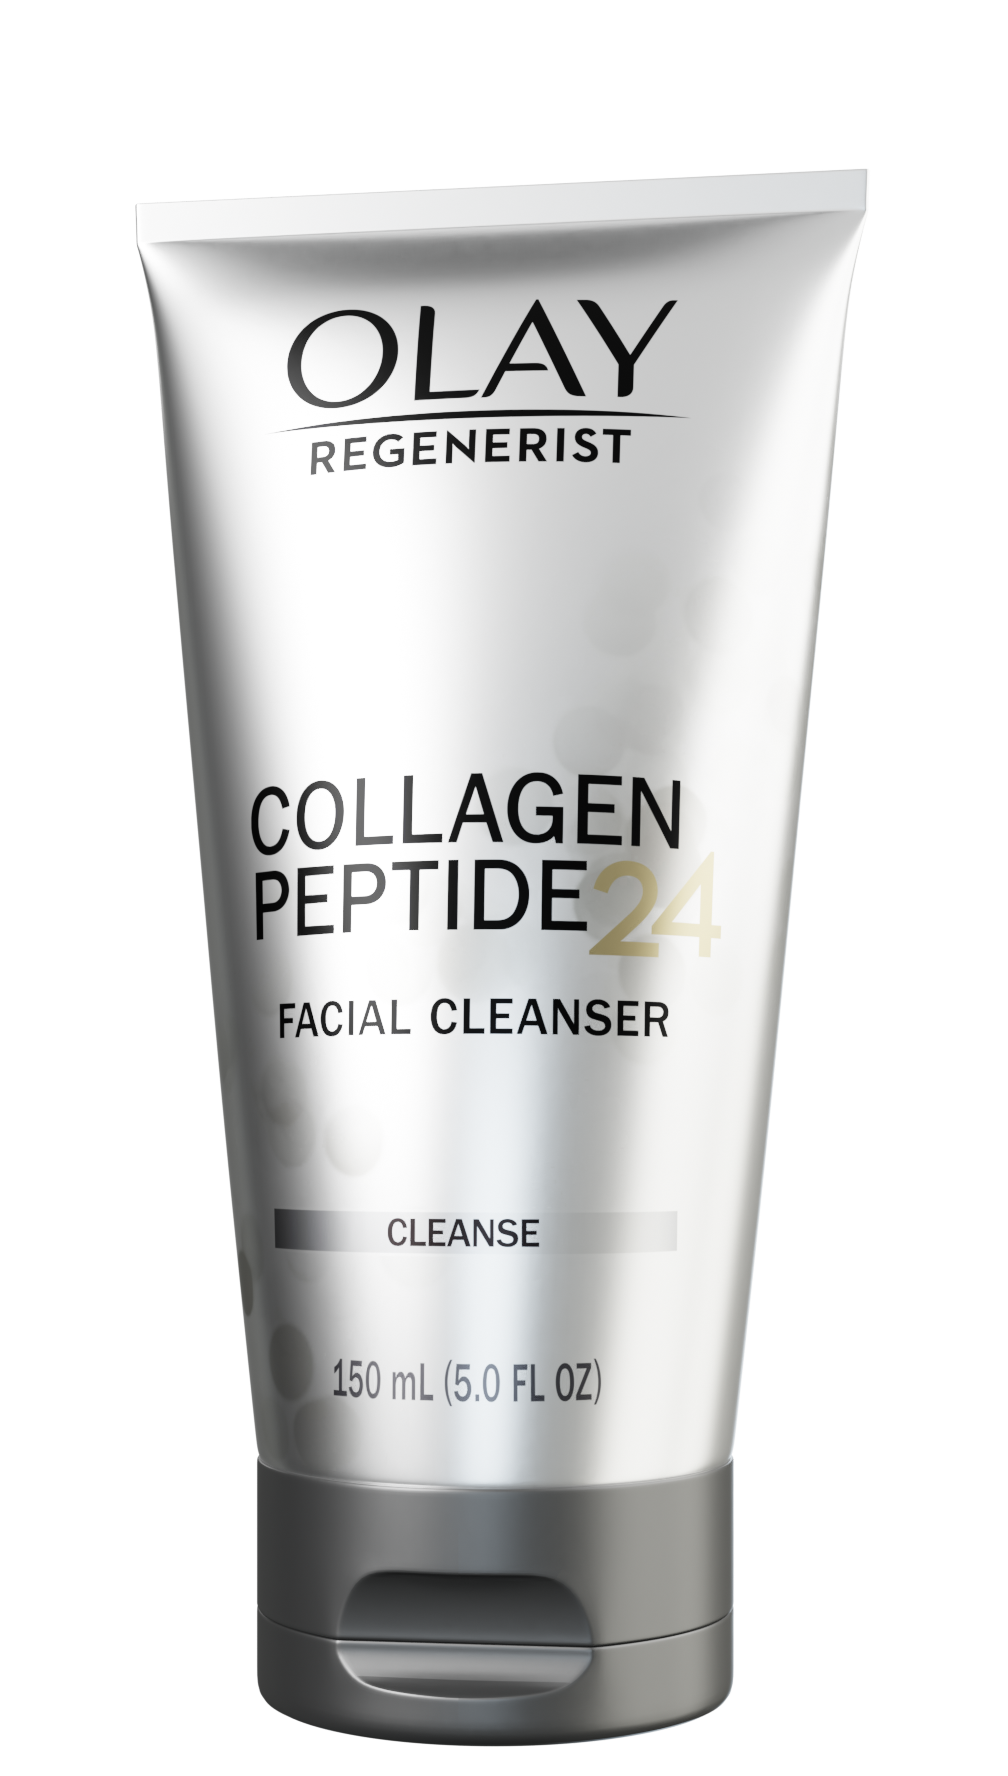 OLAY
REGENERIST
COLLAGEN
PEPTIDE24
FACIAL CLEANSER
CLEANSE
150 mL (5.0 FL OZ)